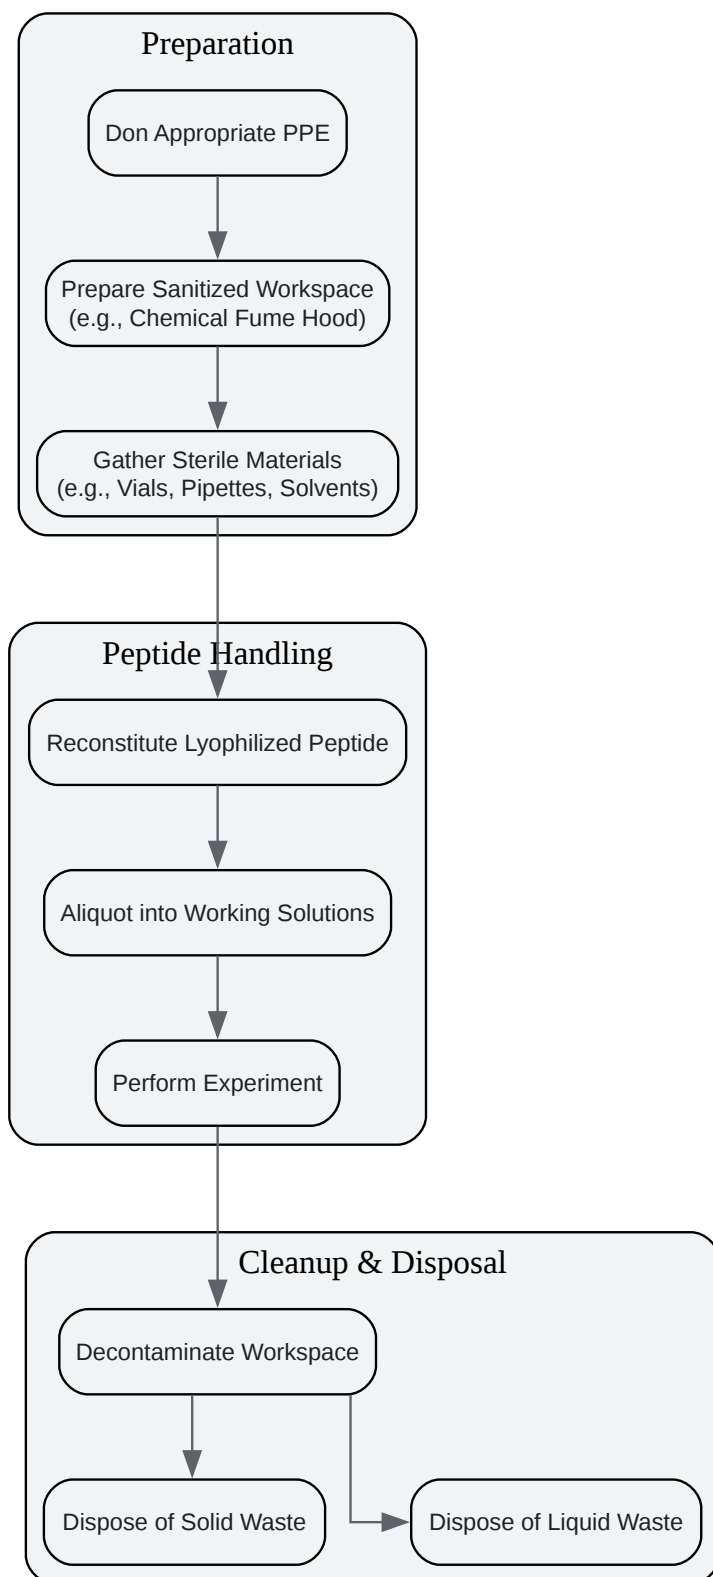 Preparation
Don Appropriate PPE
Prepare Sanitized Workspace
(e.g., Chemical Fume Hood)
Gather Sterile Materials
(e.g., Vials, Pipettes, Solvents)
Peptide Handling
Reconstitute Lyophilized Peptide
Aliquot into Working Solutions
Perform Experiment
Cleanup & Disposal
Decontaminate Workspace
Dispose of Solid Waste
Dispose of Liquid Waste